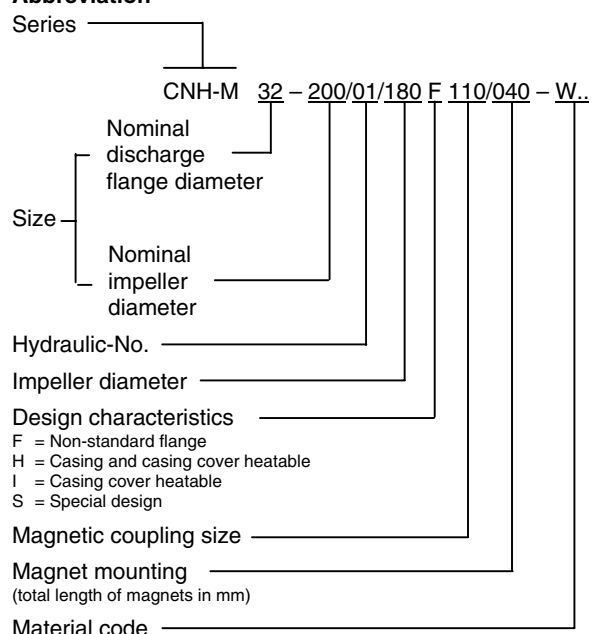 Abbreviation
Series
CNH-M 32 – 200/01/180 F 110/040 – W..
Nominal
discharge
flange diameter
Size
Nominal
impeller
diameter
Hydraulic-No.
Impeller diameter
Design characteristics
F = Non-standard flange
H = Casing and casing cover heatable
I = Casing cover heatable
S = Special design
Magnetic coupling size
Magnet mounting
(total length of magnets in mm)
Material code